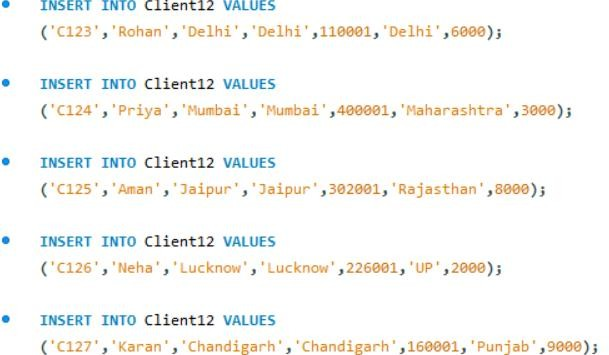 INSERT INTO Client12 VALUES
('C123','Rohan','Delhi','Delhi',110001,'Delhi',6000);
INSERT INTO Client12 VALUES
('C124','Priya','Mumbai','Mumbai',400001,'Maharashtra',3000);
INSERT INTO Client12 VALUES
('C125','Aman','Jaipur','Jaipur',302001,'Rajasthan',8000);
INSERT INTO Client12 VALUES
('C126','Neha','Lucknow','Lucknow',226001,'UP',2000);
INSERT INTO Client12 VALUES
('C127','Karan','Chandigarh','Chandigarh',160001,'Punjab',9000);